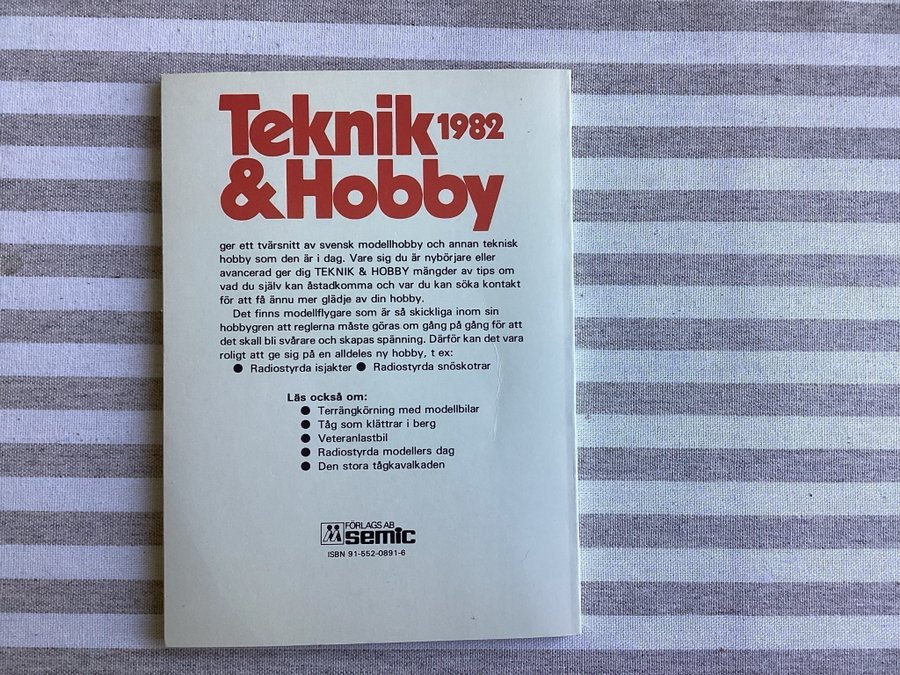 Teknik 1982
& Hobby
ger ett tvärsnitt av svensk modellhobby och annan teknisk
hobby som den är i dag. Vare sig du är nybörjare eller
avancerad ger dig TEKNIK & HOBBY mängder av tips om
vad du själv kan åstadkomma och var du kan söka kontakt
för att få ännu mer glädje av din hobby.
Det finns modellflygare som är så skickliga inom sin
hobbygren att reglerna måste göras om gång på gång för att
det skall bli svårare och skapas spänning. Därför kan det vara
roligt att ge sig på en alldeles ny hobby, t ex:
● Radiostyrda isjakter ● Radiostyrda snöskotrar
Läs också om:
● Terrängkörning med modellbilar
● Tåg som klättrar i berg
● Veteranlastbil
● Radiostyrda modellers dag
● Den stora tågkavalkaden
FÖRLAGS AB
semic
ISBN 91-552-0891-6